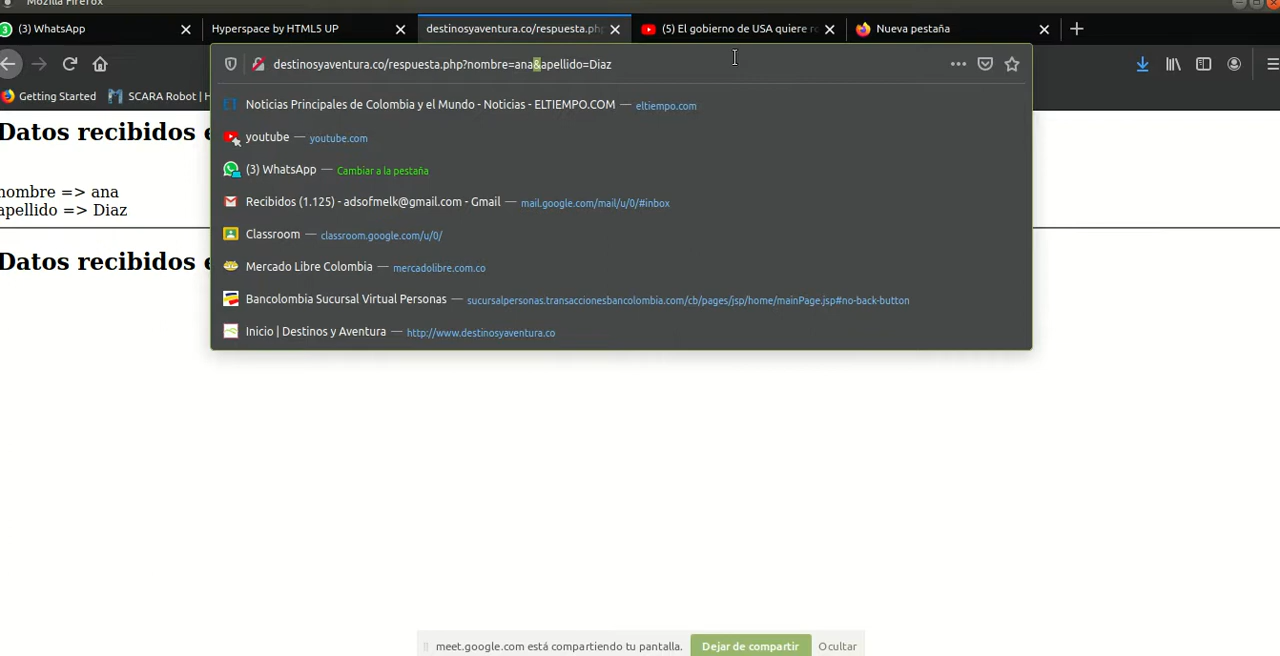 Mozilla Firefox
3 (3) WhatsApp
Hyperspace by HTML5 UP
destinosyaventura.co/respuesta.php
(5) El gobierno de USA quiere
Nueva pestaña
destinosyaventura.co/respuesta.php?nombre=ana&apellido=Diaz
Getting Started
SCARA Robot | H
Noticias Principales de Colombia y el Mundo - Noticias - ELTIEMPO.COM — eltiempo.com
youtube — youtube.com
(3) WhatsApp — Cambiar a la pestaña
Recibidos (1.125) - adsofmelk@gmail.com - Gmail — mail.google.com/mail/u/0/#inbox
Classroom — classroom.google.com/u/0/
Mercado Libre Colombia — mercadolibre.com.co
Bancolombia Sucursal Virtual Personas — sucursalpersonas.transaccionesbancolombia.com/cb/pages/jsp/home/mainPage.jsp#no-back-button
Inicio | Destinos y Aventura — http://www.destinosyaventura.co
Datos recibidos e
nombre => ana
apellido => Diaz
Datos recibidos e
meet.google.com está compartiendo tu pantalla. Dejar de compartir Ocultar